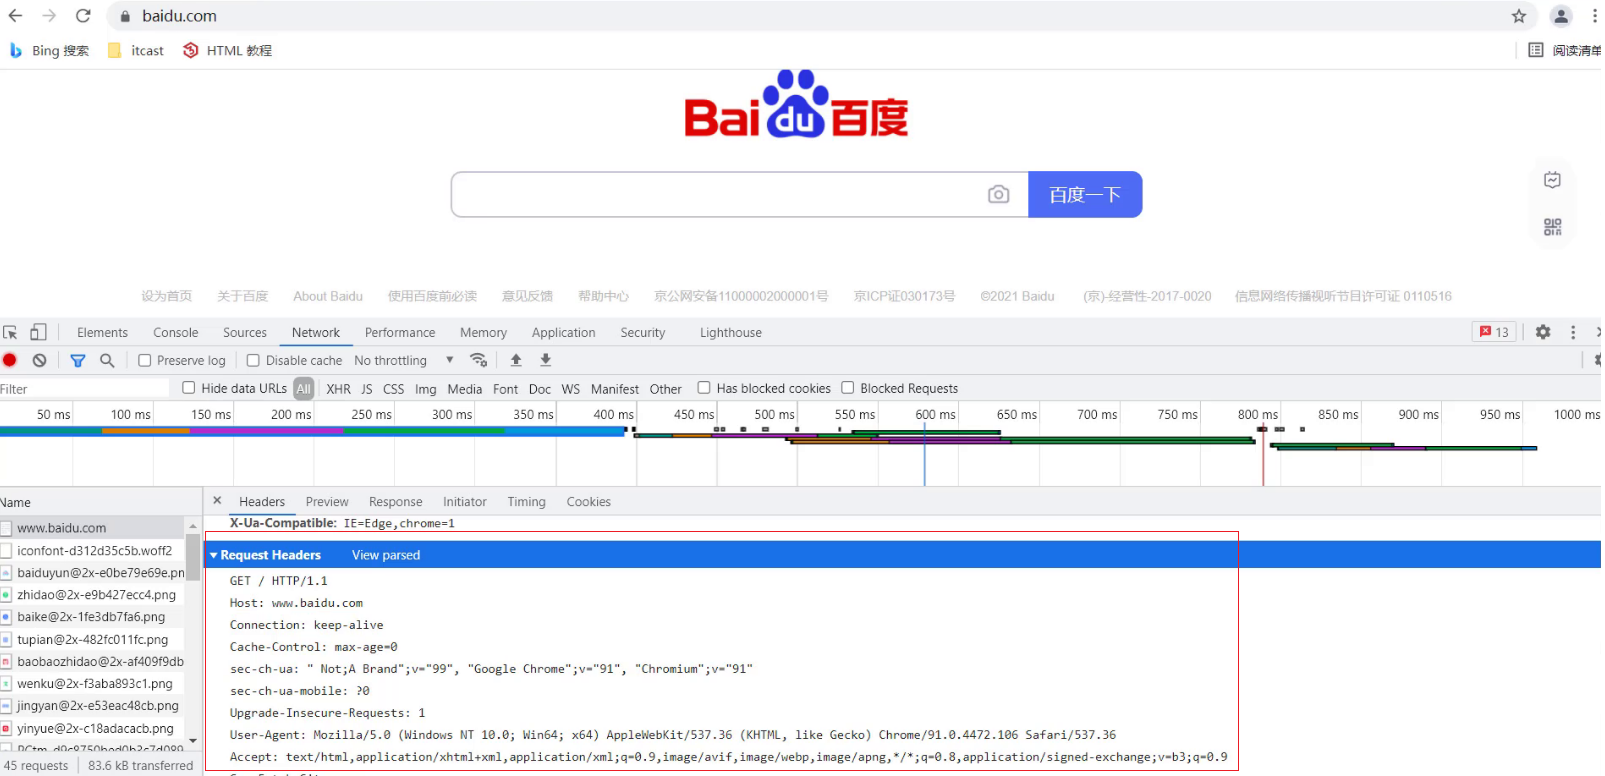 baidu.com
Bing 搜索 itcast HTML 教程 阅读清单
Bai du 百度
百度一下
设为首页 关于百度 About Baidu 使用百度前必读 意见反馈 帮助中心 京公网安备11000002000001号 京ICP证030173号 ©2021 Baidu (京)-经营性-2017-0020 信息网络传播视听节目许可证 0110516
Elements Console Sources Network Performance Memory Application Security Lighthouse 13
Preserve log Disable cache No throttling
Filter Hide data URLs All XHR JS CSS Img Media Font Doc WS Manifest Other Has blocked cookies Blocked Requests
50 ms 100 ms 150 ms 200 ms 250 ms 300 ms 350 ms 400 ms 450 ms 500 ms 550 ms 600 ms 650 ms 700 ms 750 ms 800 ms 850 ms 900 ms 950 ms 1000 ms
Name Headers Preview Response Initiator Timing Cookies
www.baidu.com
iconfont-d312d35c5b.woff2
baiduyun@2x-e0be79e69e.pn
zhidao@2x-e9b427ecc4.png
baike@2x-1fe3db7fa6.png
tupian@2x-482fc011fc.png
baobaozhidao@2x-af409f9db
wenku@2x-f3aba893c1.png
jingyan@2x-e53eac48cb.png
yinyue@2x-c18adacacb.png
45 requests 83.6 kB transferred
X-Ua-Compatible: IE=Edge,chrome=1
Request Headers View parsed
GET / HTTP/1.1
Host: www.baidu.com
Connection: keep-alive
Cache-Control: max-age=0
sec-ch-ua: " Not;A Brand";v="99", "Google Chrome";v="91", "Chromium";v="91"
sec-ch-ua-mobile: ?0
Upgrade-Insecure-Requests: 1
User-Agent: Mozilla/5.0 (Windows NT 10.0; Win64; x64) AppleWebKit/537.36 (KHTML, like Gecko) Chrome/91.0.4472.106 Safari/537.36
Accept: text/html,application/xhtml+xml,application/xml;q=0.9,image/avif,image/webp,image/apng,*/*;q=0.8,application/signed-exchange;v=b3;q=0.9